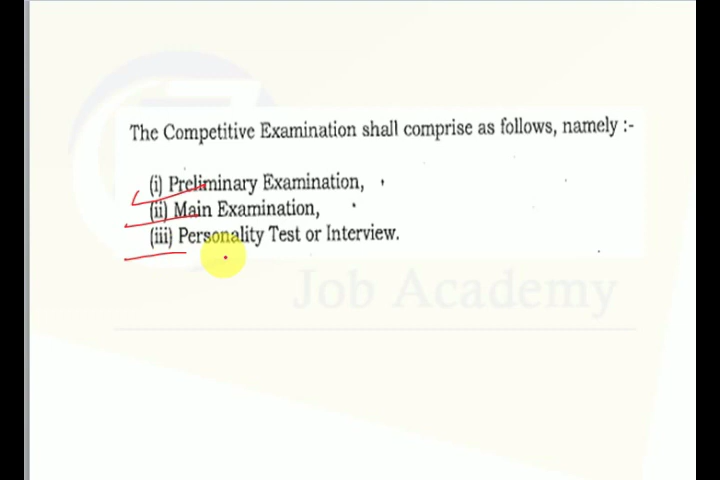 The Competitive Examination shall comprise as follows, namely :-
(i) Preliminary Examination,
(ii) Main Examination,
(iii) Personality Test or Interview.
Job Academy